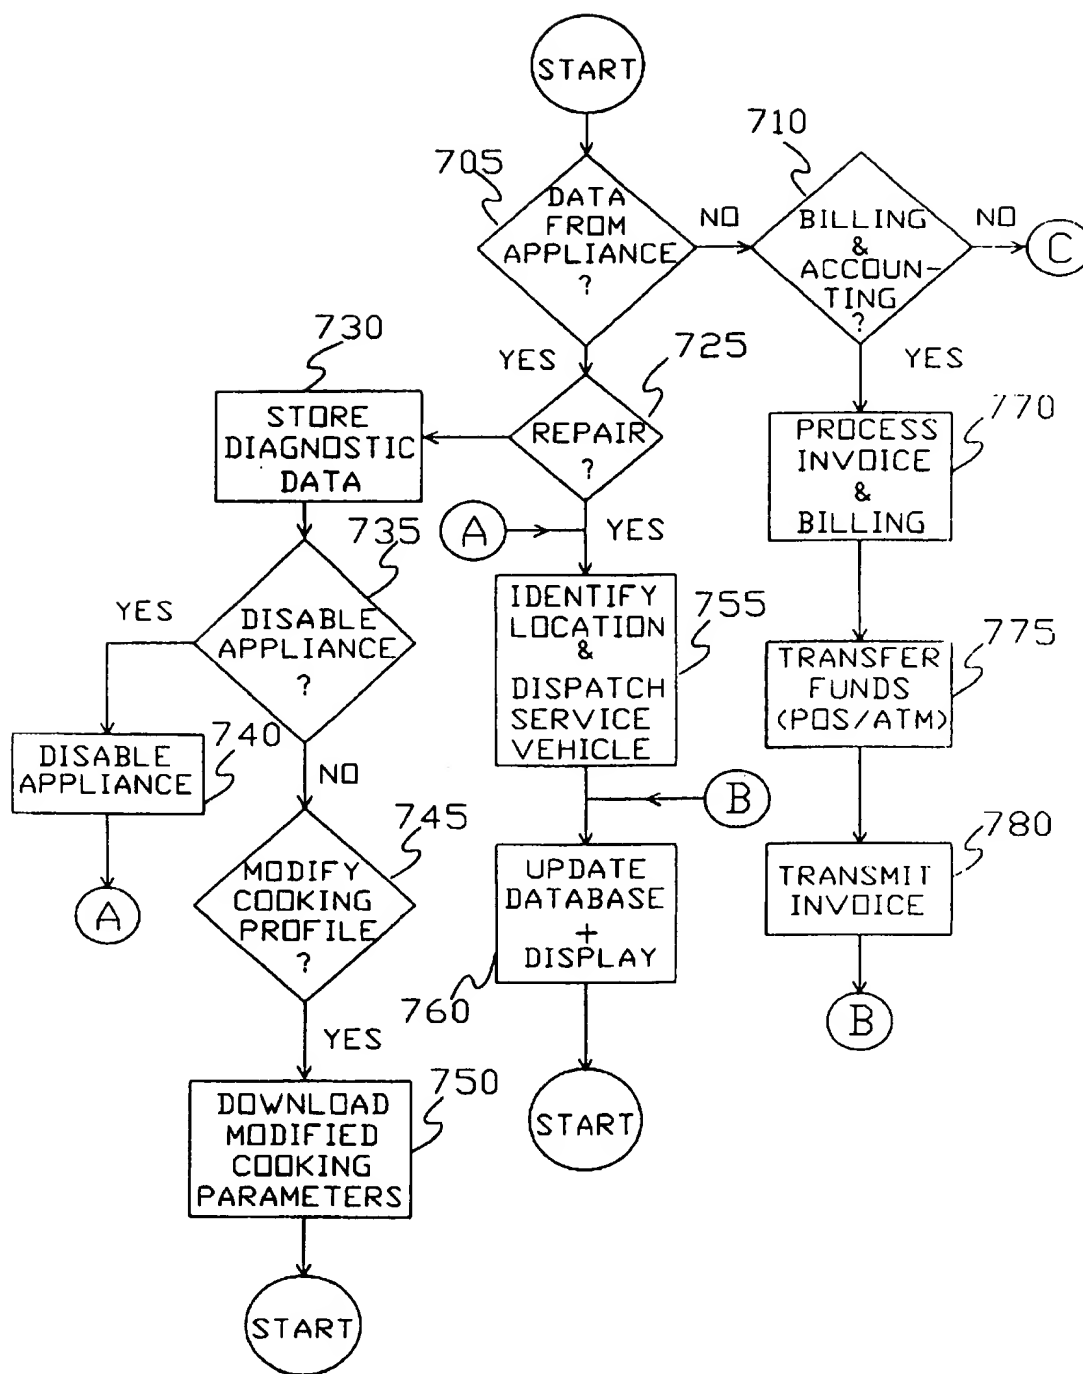 START
710
705
DATA
FROM
APPLIANCE
?
NO
BILLING
&
ACCOUN-
TING
?
NO
C
YES
725
YES
730
STORE
DIAGNOSTIC
DATA
REPAIR
?
770
PROCESS
INVOICE
&
BILLING
A
YES
735
YES
DISABLE
APPLIANCE
?
IDENTIFY
LOCATION
&
DISPATCH
SERVICE
VEHICLE
755
TRANSFER
FUNDS
(POS/ATM)
775
DISABLE
APPLIANCE
740
NO
B
745
MODIFY
COOKING
PROFILE
?
A
UPDATE
DATABASE
+
DISPLAY
760
780
TRANSMIT
INVOICE
B
YES
750
DOWNLOAD
MODIFIED
COOKING
PARAMETERS
START
START